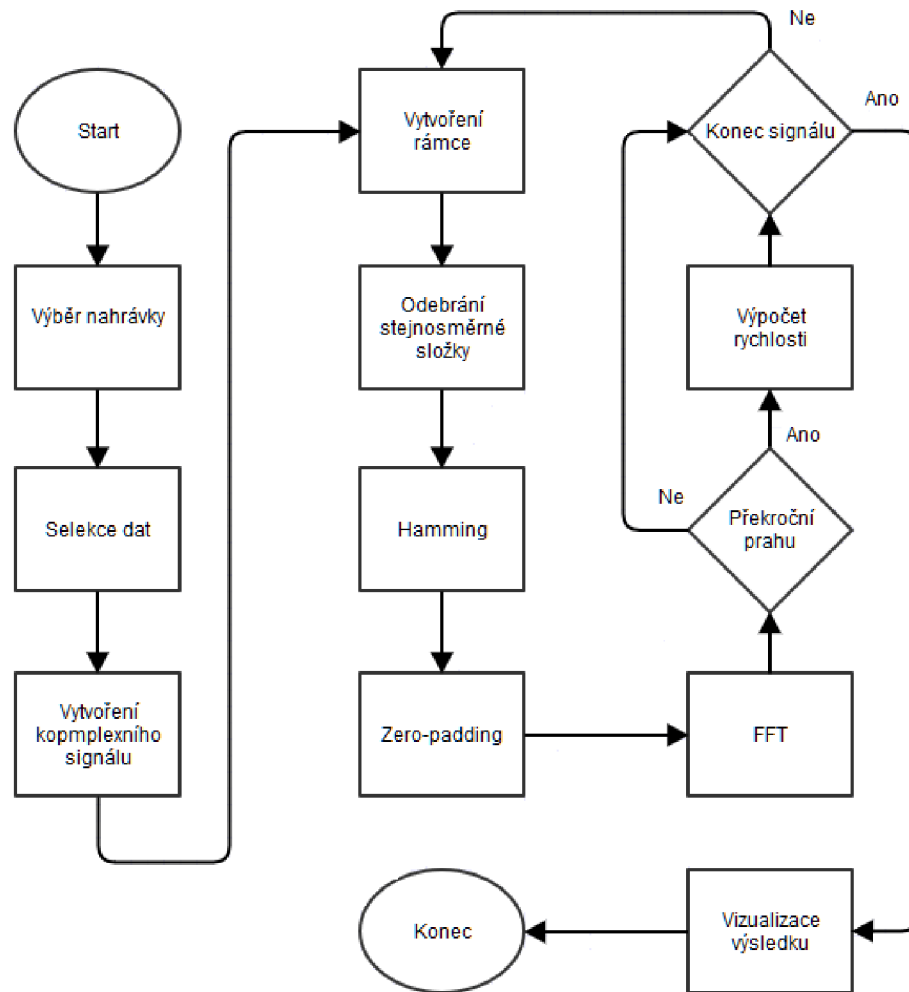 Start
Výběr nahrávky
Selekce dat
Vytvoření
kopmplexního
signálu
Vytvoření
rámce
Odebrání
stejnosměrné
složky
Hamming
Zero-padding
FFT
Překroční
prahu
Ne
Ano
Výpočet
rychlosti
Konec signálu
Ne
Ano
Vizualizace
výsledku
Konec